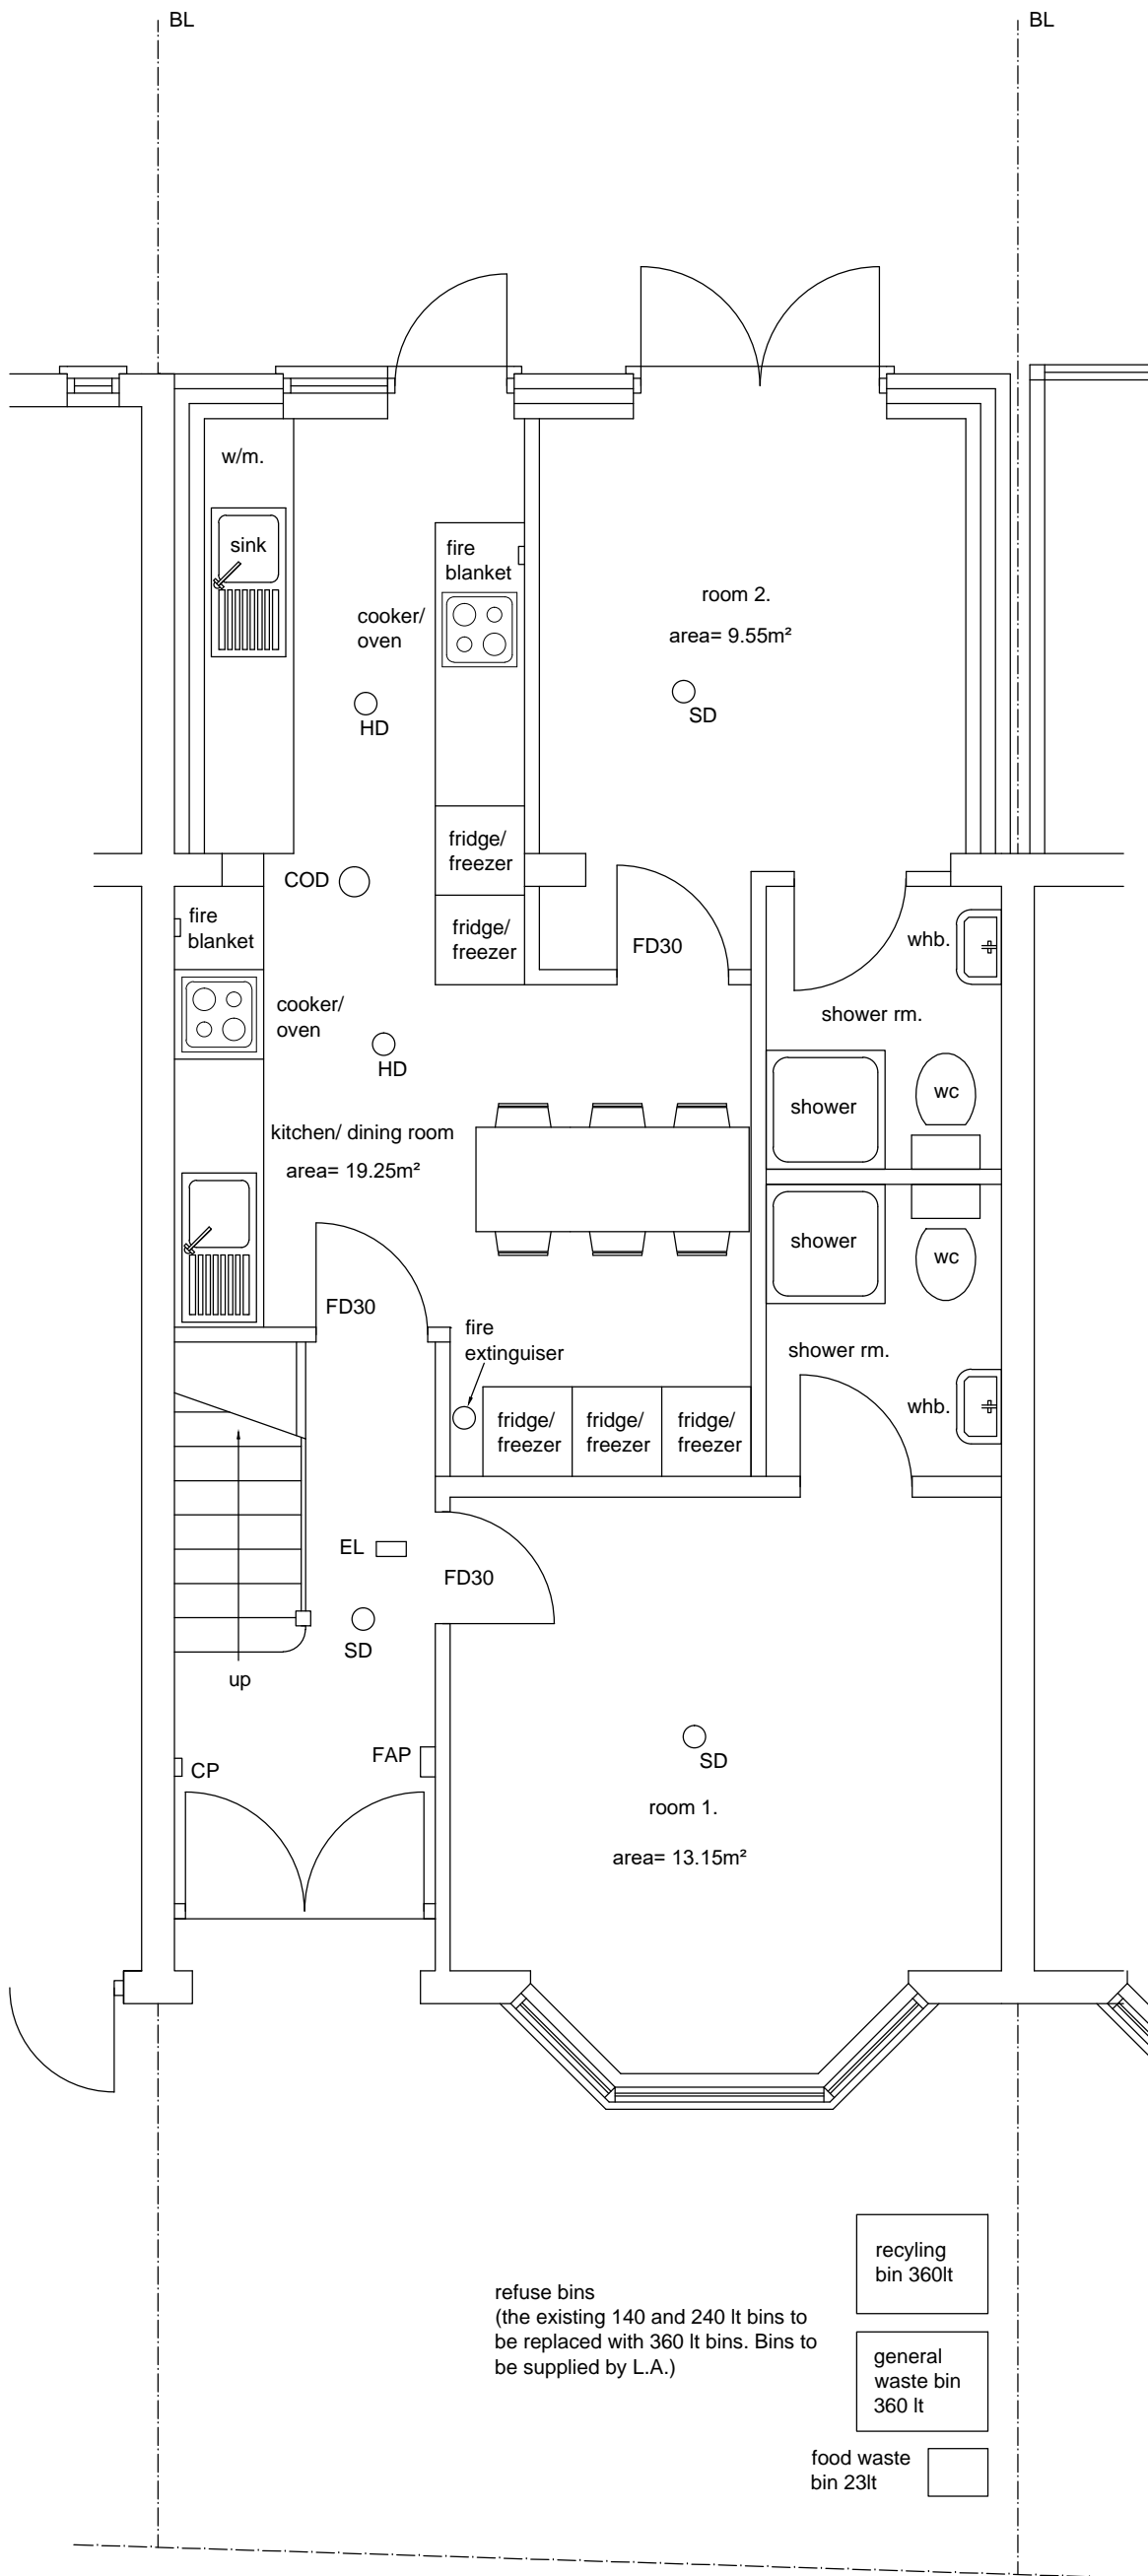 BL
BL
w/m.
sink
fire
blanket
cooker/
oven
room 2.
area= 9.55m²
HD
SD
fridge/
freezer
COD
fridge/
freezer
fire
blanket
FD30
whb.
cooker/
oven
shower rm.
HD
shower
wc
kitchen/ dining room
area= 19.25m²
shower
wc
FD30
fire
extinguiser
shower rm.
whb.
fridge/
freezer
fridge/
freezer
fridge/
freezer
EL
FD30
SD
up
CP
FAP
SD
room 1.
area= 13.15m²
recyling
bin 360lt
refuse bins
(the existing 140 and 240 lt bins to
be replaced with 360 lt bins. Bins to
be supplied by L.A.)
general
waste bin
360 lt
food waste
bin 23lt